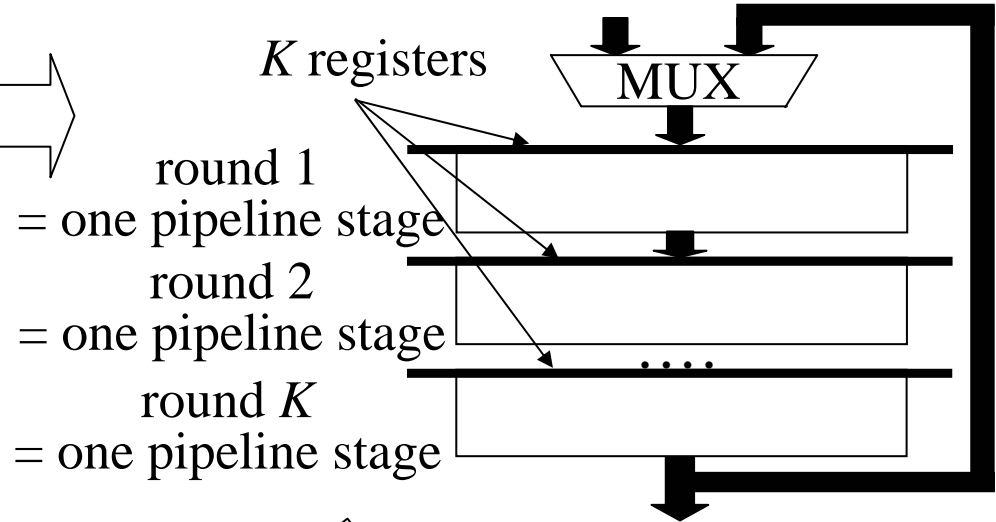 K registers
MUX
round 1
= one pipeline stage
round 2
= one pipeline stage
....
round K
= one pipeline stage